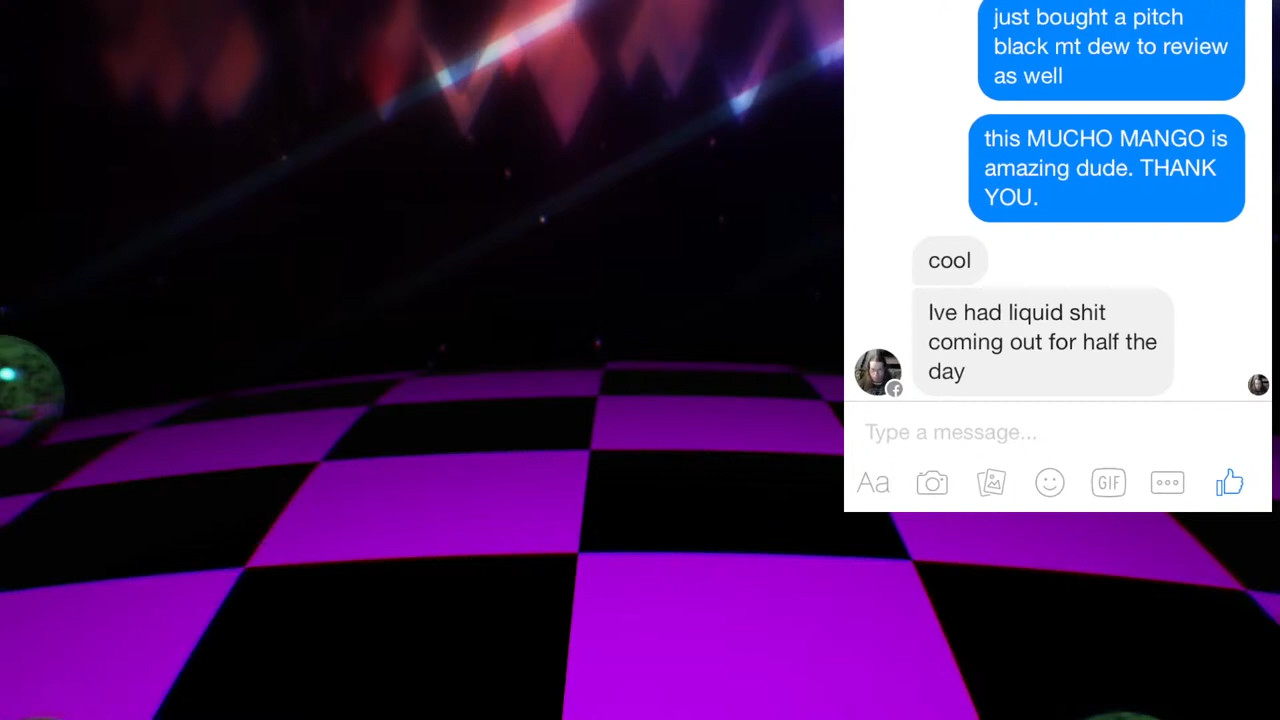 just bought a pitch
black mt dew to review
as well
this MUCHO MANGO is
amazing dude. THANK
YOU.
cool
Ive had liquid shit
coming out for half the
day
Type a message...
Aa
GIF